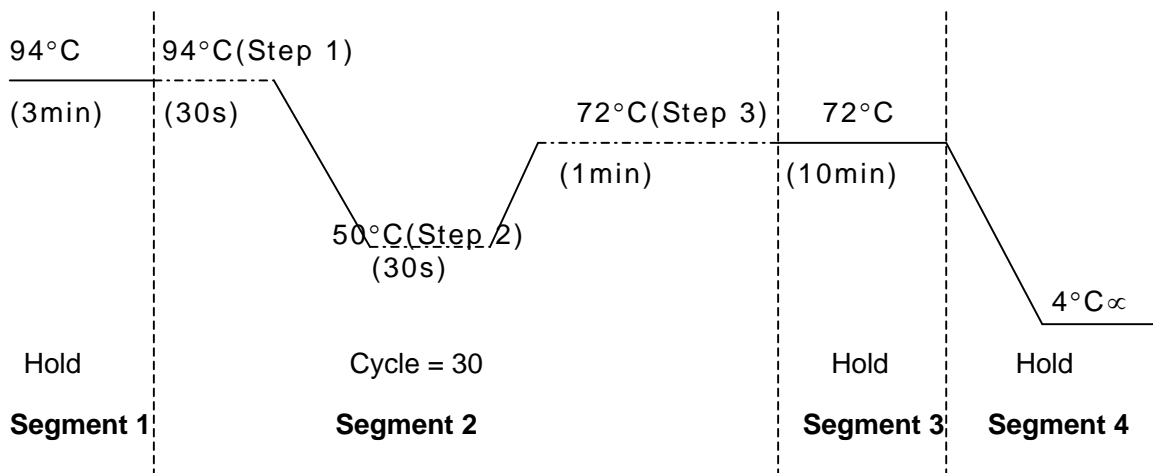 94°C
94°C(Step 1)
(3min)
(30s)
72°C(Step 3)
72°C
(1min)
(10min)
50°C(Step 2)
(30s)
4°C∝
Hold
Cycle = 30
Hold
Hold
Segment 1
Segment 2
Segment 3
Segment 4